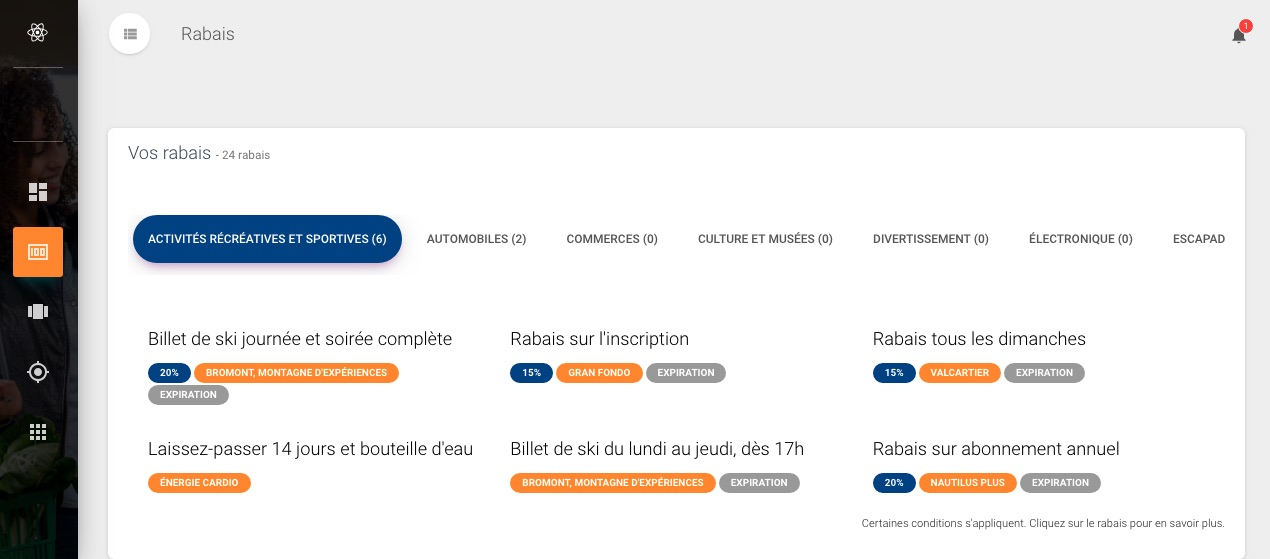 Rabais
1
Vos rabais - 24 rabais
ACTIVITÉS RÉCRÉATIVES ET SPORTIVES (6) AUTOMOBILES (2) COMMERCES (0) CULTURE ET MUSÉES (0) DIVERTISSEMENT (0) ÉLECTRONIQUE (0) ESCAPAD
Billet de ski journée et soirée complète
20% BROMONT, MONTAGNE D'EXPÉRIENCES
EXPIRATION
Rabais sur l'inscription
15% GRAN FONDO EXPIRATION
Rabais tous les dimanches
15% VALCARTIER EXPIRATION
Laissez-passer 14 jours et bouteille d'eau
ÉNERGIE CARDIO
Billet de ski du lundi au jeudi, dès 17h
BROMONT, MONTAGNE D'EXPÉRIENCES EXPIRATION
Rabais sur abonnement annuel
20% NAUTILUS PLUS EXPIRATION
Certaines conditions s'appliquent. Cliquez sur le rabais pour en savoir plus.